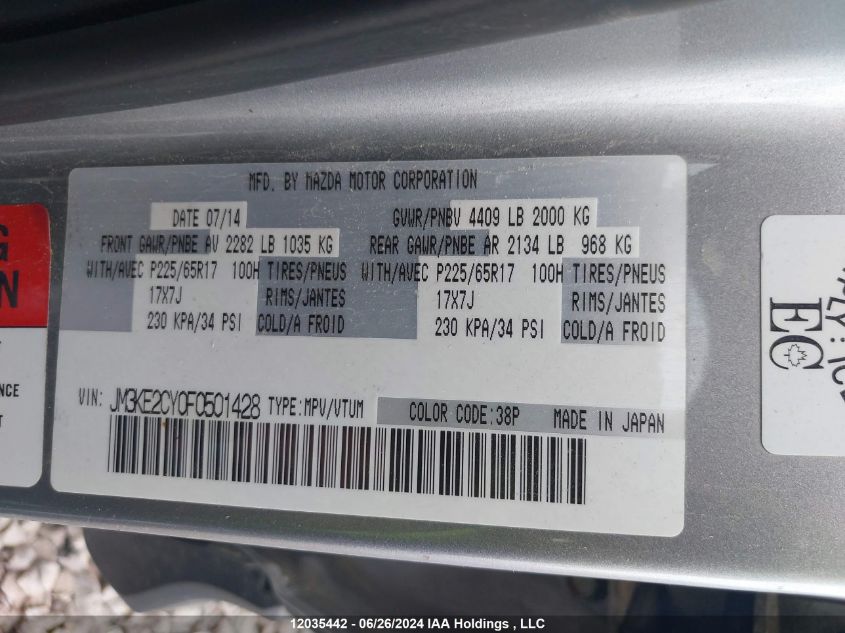 MFD. BY MAZDA MOTOR CORPORATION
DATE 07/14 GVWR/PNBV 4409 LB 2000 KG
FRONT GAWR/PNBE AV 2282 LB 1035 KG REAR GAWR/PNBE AR 2134 LB 968 KG
WITH/AVEC P225/65R17 100H TIRES/PNEUS WITH/AVEC P225/65R17 100H TIRES/PNEUS
17X7J RIMS/JANTES 17X7J RIMS/JANTES
230 KPA/34 PSI COLD/A FROID 230 KPA/34 PSI COLD/A FROID
VIN: JM3KE2CY0F0501428 TYPE:MPV/VTUM COLOR CODE:38P MADE IN JAPAN
G
N
NCE
T
PLY:
EC
12035442 - 06/26/2024 IAA Holdings , LLC